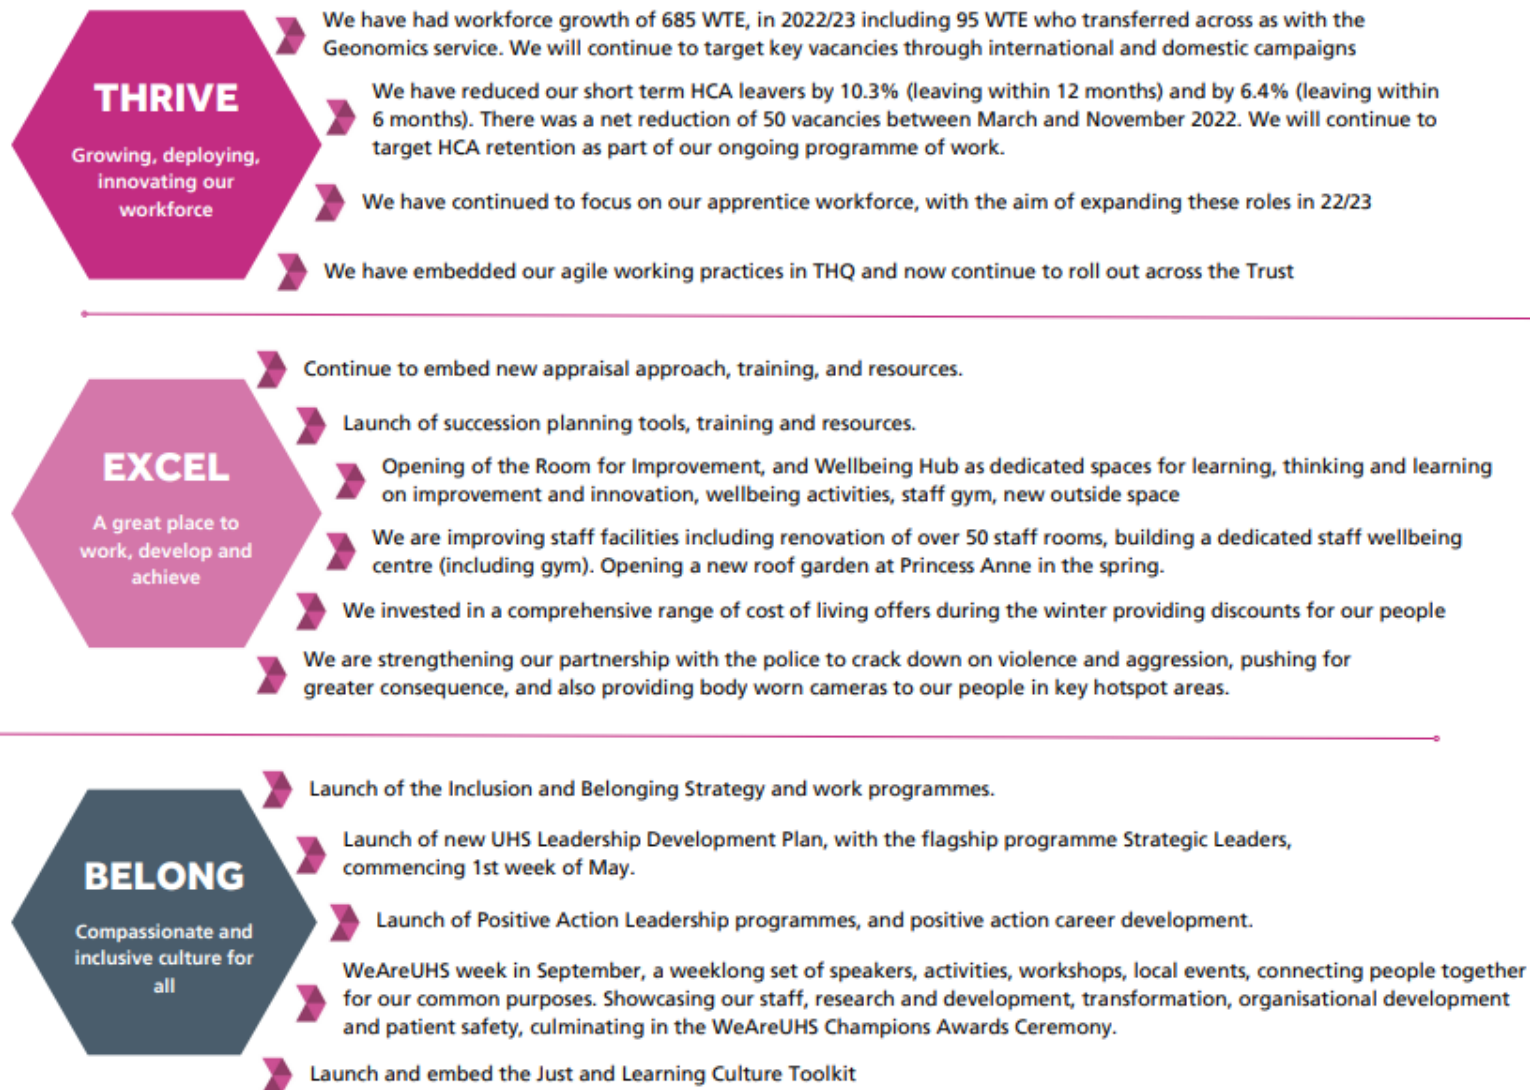 THRIVE
Growing, deploying,
innovating our
workforce
We have had workforce growth of 685 WTE, in 2022/23 including 95 WTE who transferred across as with the
Geonomics service. We will continue to target key vacancies through international and domestic campaigns
We have reduced our short term HCA leavers by 10.3% (leaving within 12 months) and by 6.4% (leaving within
6 months). There was a net reduction of 50 vacancies between March and November 2022. We will continue to
target HCA retention as part of our ongoing programme of work.
We have continued to focus on our apprentice workforce, with the aim of expanding these roles in 22/23
We have embedded our agile working practices in THQ and now continue to roll out across the Trust
EXCEL
A great place to
work, develop and
achieve
Continue to embed new appraisal approach, training, and resources.
Launch of succession planning tools, training and resources.
Opening of the Room for Improvement, and Wellbeing Hub as dedicated spaces for learning, thinking and learning
on improvement and innovation, wellbeing activities, staff gym, new outside space
We are improving staff facilities including renovation of over 50 staff rooms, building a dedicated staff wellbeing
centre (including gym). Opening a new roof garden at Princess Anne in the spring.
We invested in a comprehensive range of cost of living offers during the winter providing discounts for our people
We are strengthening our partnership with the police to crack down on violence and aggression, pushing for
greater consequence, and also providing body worn cameras to our people in key hotspot areas.
BELONG
Compassionate and
inclusive culture for
all
Launch of the Inclusion and Belonging Strategy and work programmes.
Launch of new UHS Leadership Development Plan, with the flagship programme Strategic Leaders,
commencing 1st week of May.
Launch of Positive Action Leadership programmes, and positive action career development.
WeAreUHS week in September, a weeklong set of speakers, activities, workshops, local events, connecting people together
for our common purposes. Showcasing our staff, research and development, transformation, organisational development
and patient safety, culminating in the WeAreUHS Champions Awards Ceremony.
Launch and embed the Just and Learning Culture Toolkit